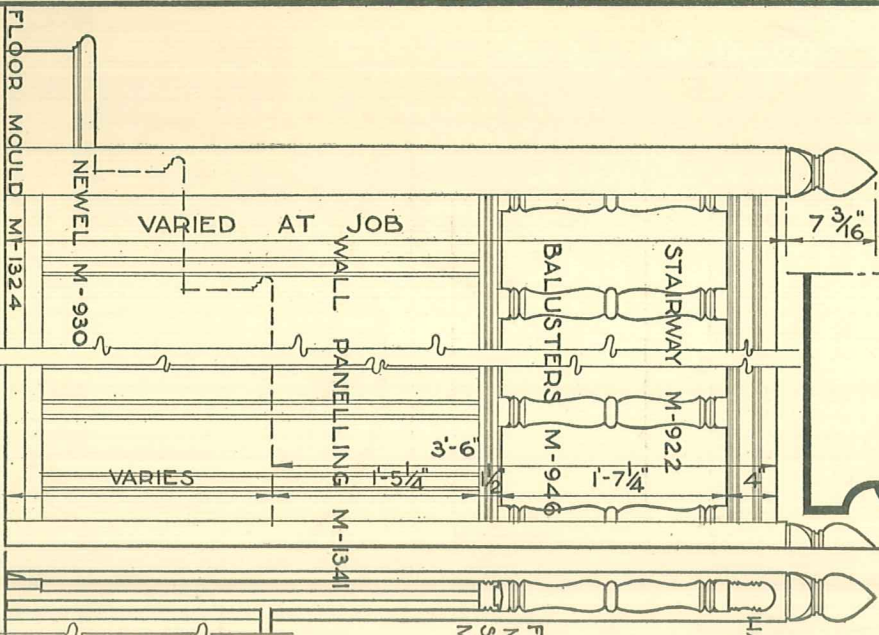 FLOOR MOULD M-1324
NEWEL M-930
VARIED AT JOB
WALL PANELLING M-1341
BALUSTERS M-946
STAIRWAY M-922
7 3/16"
3'-6"
VARIES
1'-5 1/4"
1 1/2"
1'-7 1/4"
4"